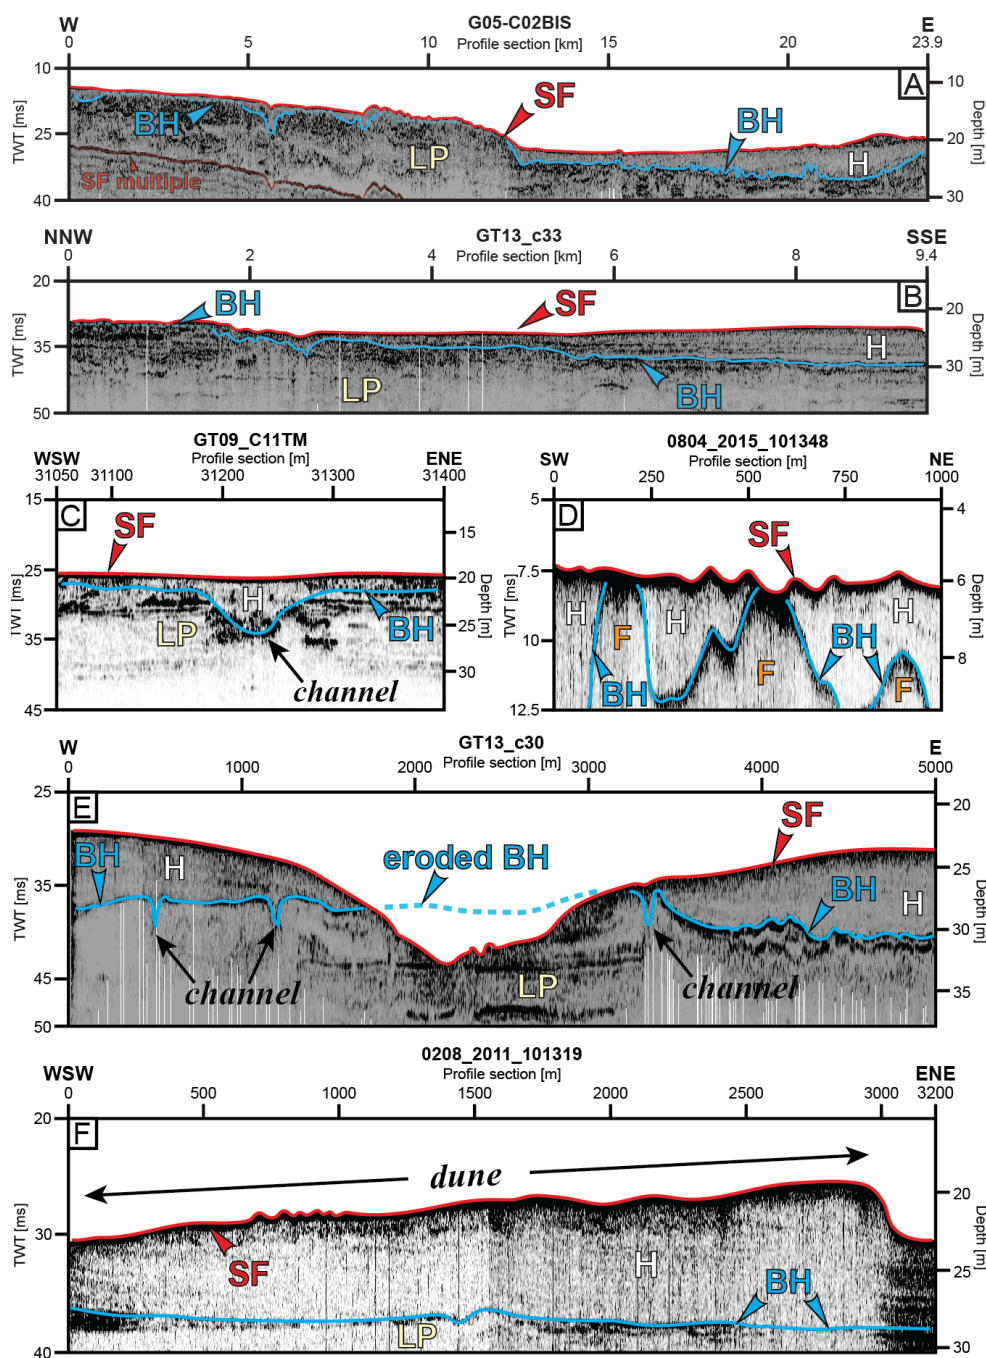 G05-C02BIS
W
E
Profile section [km]
0
5
10
15
20
23.9
10
25
40
TWT [ms]
10
20
30
Depth [m]
A
SF
BH
BH
LP
H
SF multiple
GT13_c33
NNW
SSE
Profile section [km]
0
2
4
6
8
9.4
20
35
50
TWT [ms]
20
30
Depth [m]
B
BH
SF
H
LP
BH
GT09_C11TM
WSW
ENE
Profile section [m]
31050
31100
31200
31300
31400
15
25
35
45
TWT [ms]
15
20
25
30
Depth [m]
C
SF
H
LP
BH
channel
0804_2015_101348
SW
NE
Profile section [m]
0
250
500
750
1000
5
7.5
10
12.5
TWT [ms]
4
6
8
Depth [m]
D
SF
H
F
H
H
BH
F
BH
F
GT13_c30
W
E
Profile section [m]
0
1000
2000
3000
4000
5000
25
35
45
50
TWT [ms]
20
25
30
35
Depth [m]
E
SF
BH
H
eroded BH
BH
H
channel
LP
channel
0208_2011_101319
WSW
ENE
Profile section [m]
0
500
1000
1500
2000
2500
3000
3200
20
30
40
TWT [ms]
20
25
30
Depth [m]
F
dune
SF
H
BH
LP